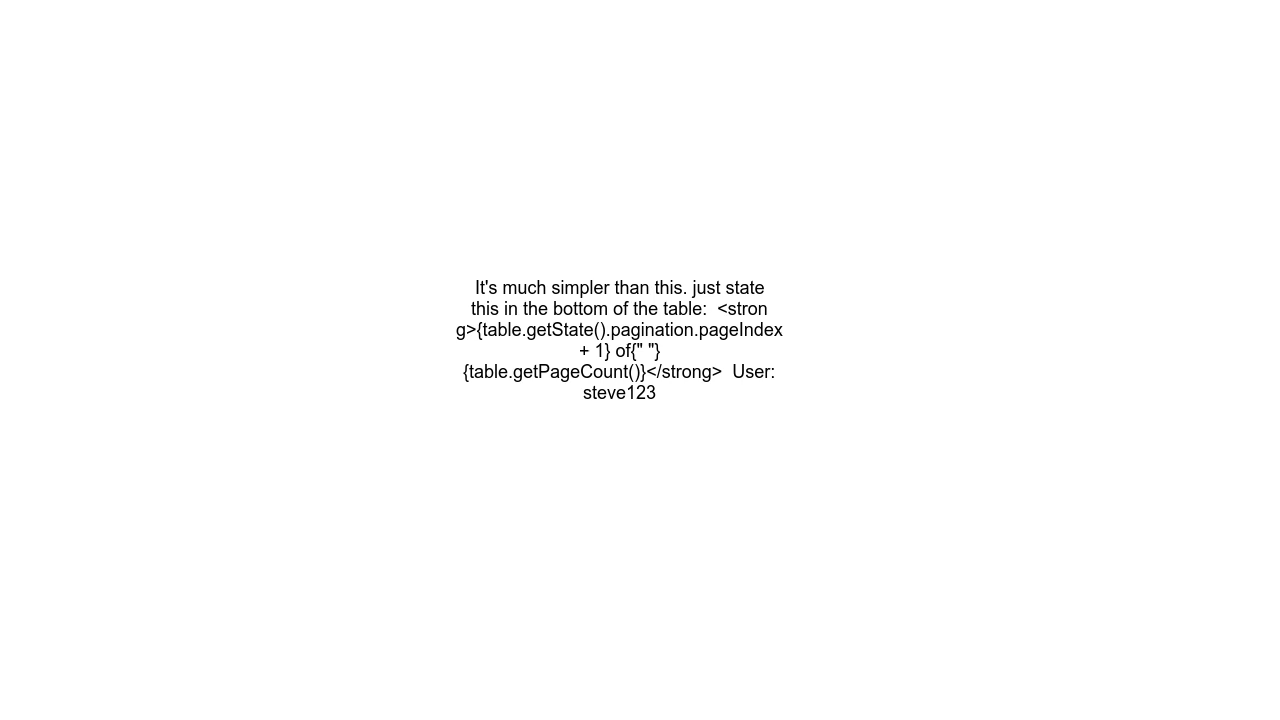 It's much simpler than this. just state
this in the bottom of the table:  <stron
g>{table.getState().pagination.pageIndex
+ 1} of{" "}
{table.getPageCount()}</strong>  User:
steve123